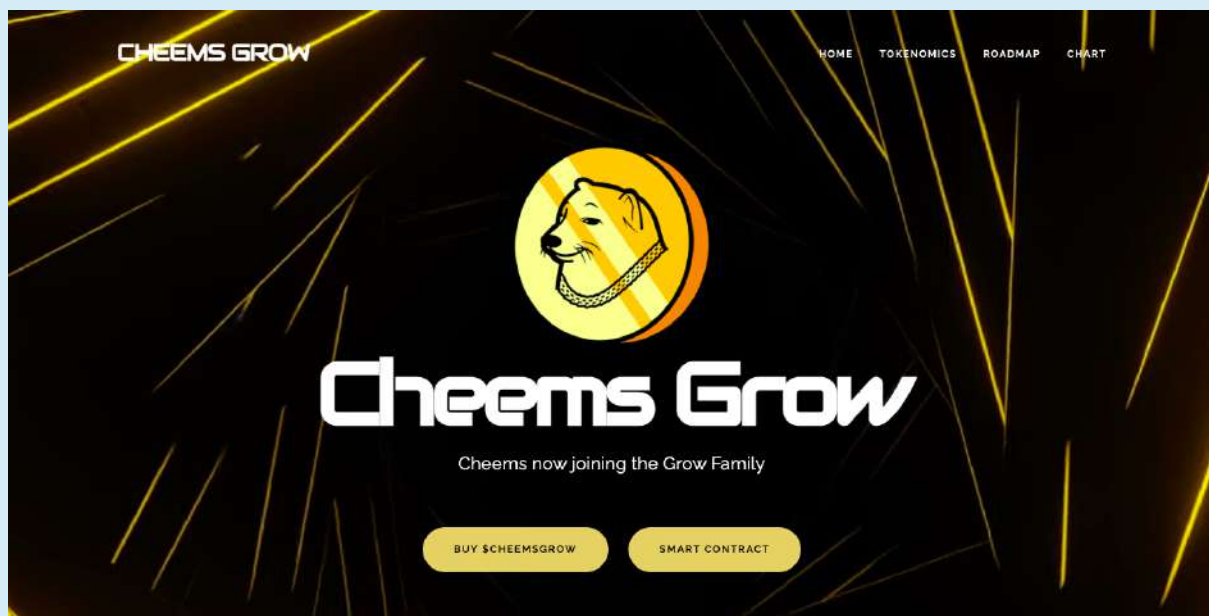 CHEEMS GROW
HOME TOKENOMICS ROADMAP CHART
Cheems Grow
Cheems now joining the Grow Family
BUY $CHEEMSGROW
SMART CONTRACT